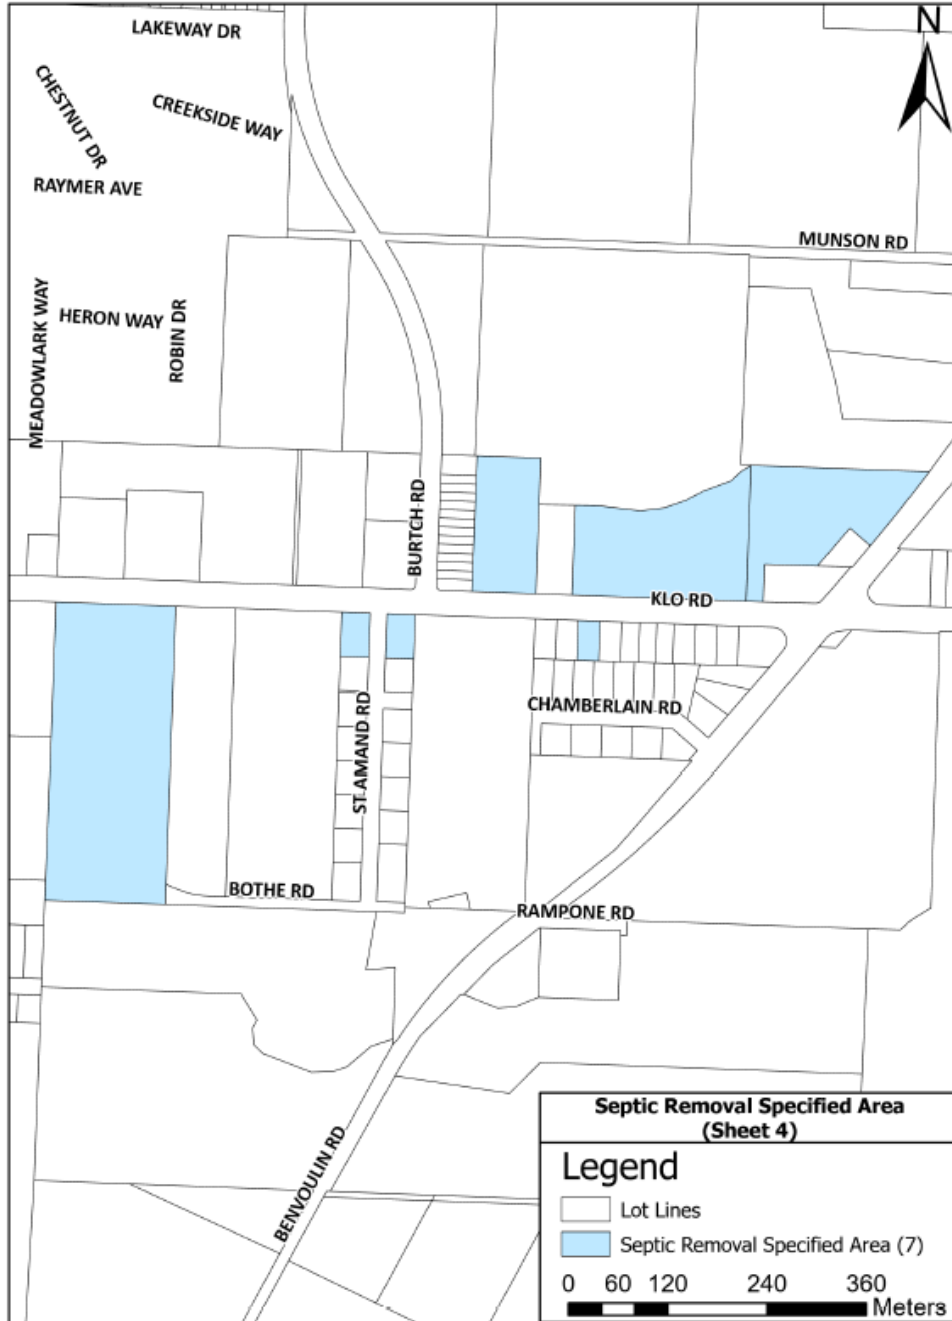 LAKEWAY DR
N
CHESTNUT DR
CREEKSIDE WAY
RAYMER AVE
MUNSON RD
MEADOWLARK WAY
HERON WAY
ROBIN DR
BURTCH RD
KLO RD
ST AMAND RD
CHAMBERLAIN RD
BOTHE RD
RAMPONE RD
BENVOULIN RD
Septic Removal Specified Area
(Sheet 4)
Legend
Lot Lines
Septic Removal Specified Area (7)
0 60 120 240 360
Meters